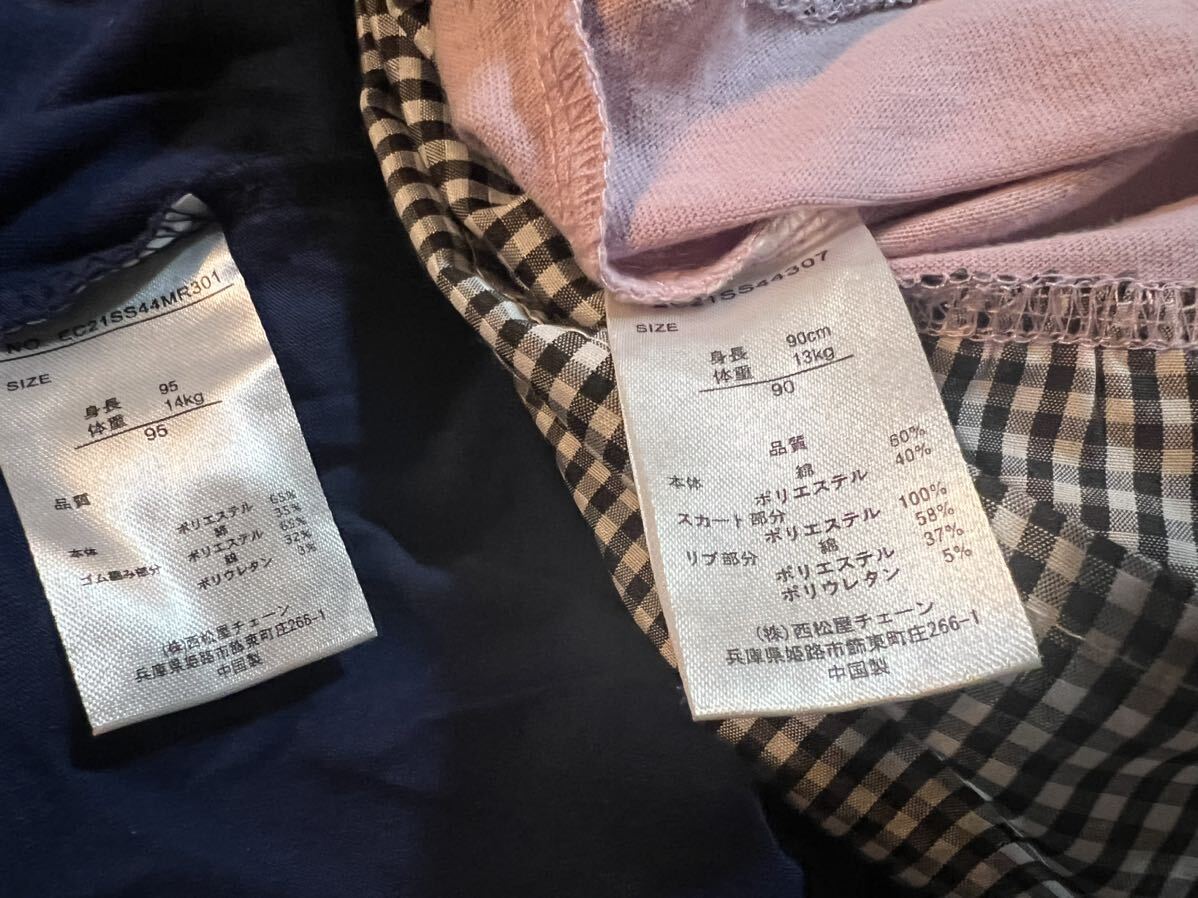 NO. EC21SS44MR301
SIZE
身長 95
体重 14kg
95
品質
本体 ポリエステル 65%
綿 35%
ゴム編み部分 ポリエステル 65%
綿 32%
ポリウレタン 3%
(株)西松屋チェーン
兵庫県姫路市飾東町庄266-1
中国製
EC21SS44307
SIZE
身長 90cm
体重 13kg
90
品質
本体 綿 60%
ポリエステル 40%
スカート部分 ポリエステル 100%
リブ部分 綿 58%
ポリエステル 37%
ポリウレタン 5%
(株)西松屋チェーン
兵庫県姫路市飾東町庄266-1
中国製